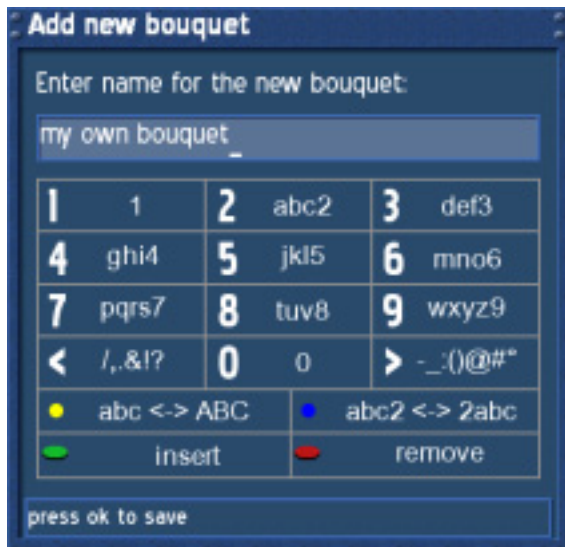 Add new bouquet
Enter name for the new bouquet:
my own bouquet_
1 1 2 abc2 3 def3
4 ghi4 5 jkl5 6 mno6
7 pqrs7 8 tuv8 9 wxyz9
< /,.&!? 0 0 > -_:()@#*
abc <-> ABC abc2 <-> 2abc
insert remove
press ok to save